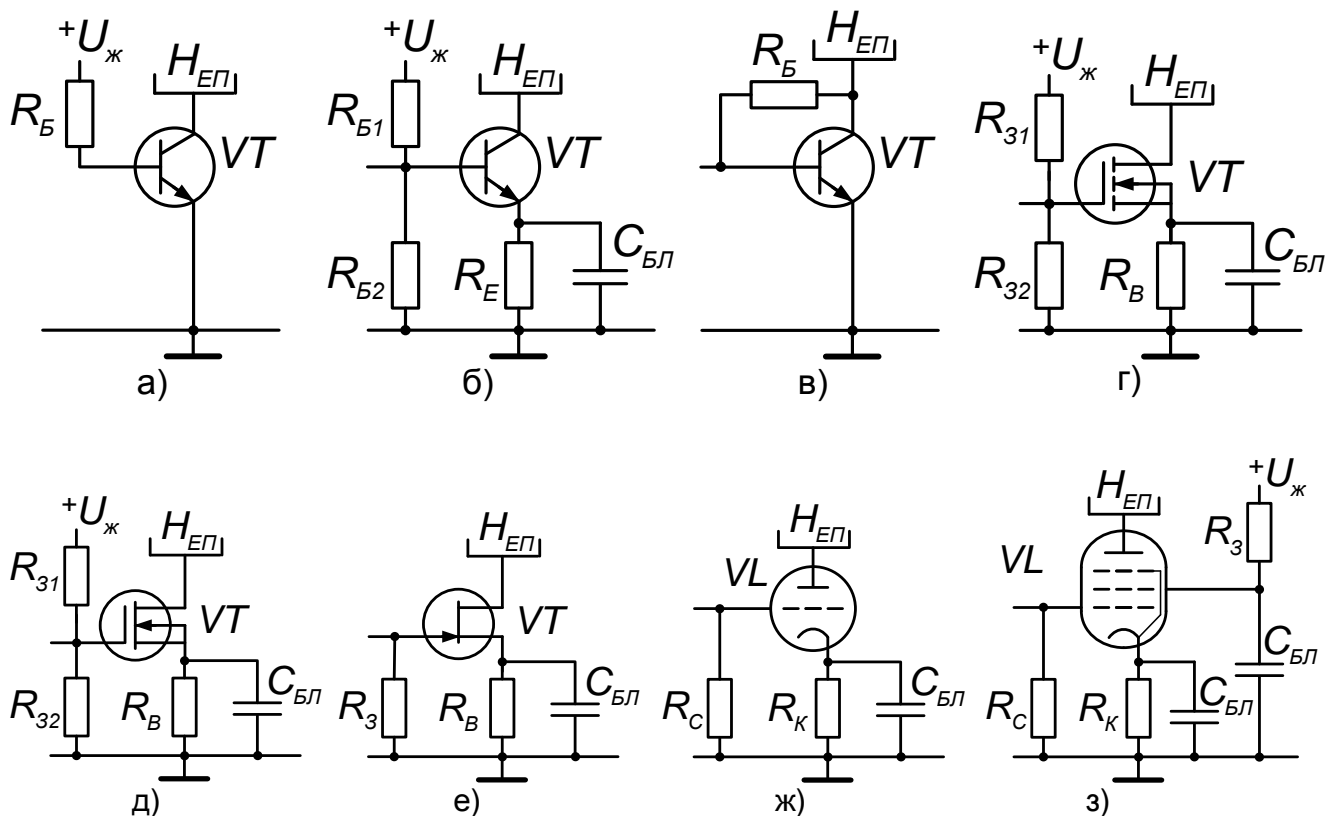 +Uж
RБ
HЕП
VT
а)
+Uж
RБ1
RБ2
HЕП
VT
RЕ
CБЛ
б)
HЕП
RБ
VT
в)
+Uж
HЕП
RЗ1
RЗ2
VT
RВ
CБЛ
г)
+Uж
HЕП
RЗ1
RЗ2
VT
RВ
CБЛ
д)
HЕП
VT
RЗ
RВ
CБЛ
е)
HЕП
VL
RС
RК
CБЛ
ж)
HЕП
+Uж
RЗ
VL
CБЛ
RС
RК
CБЛ
з)